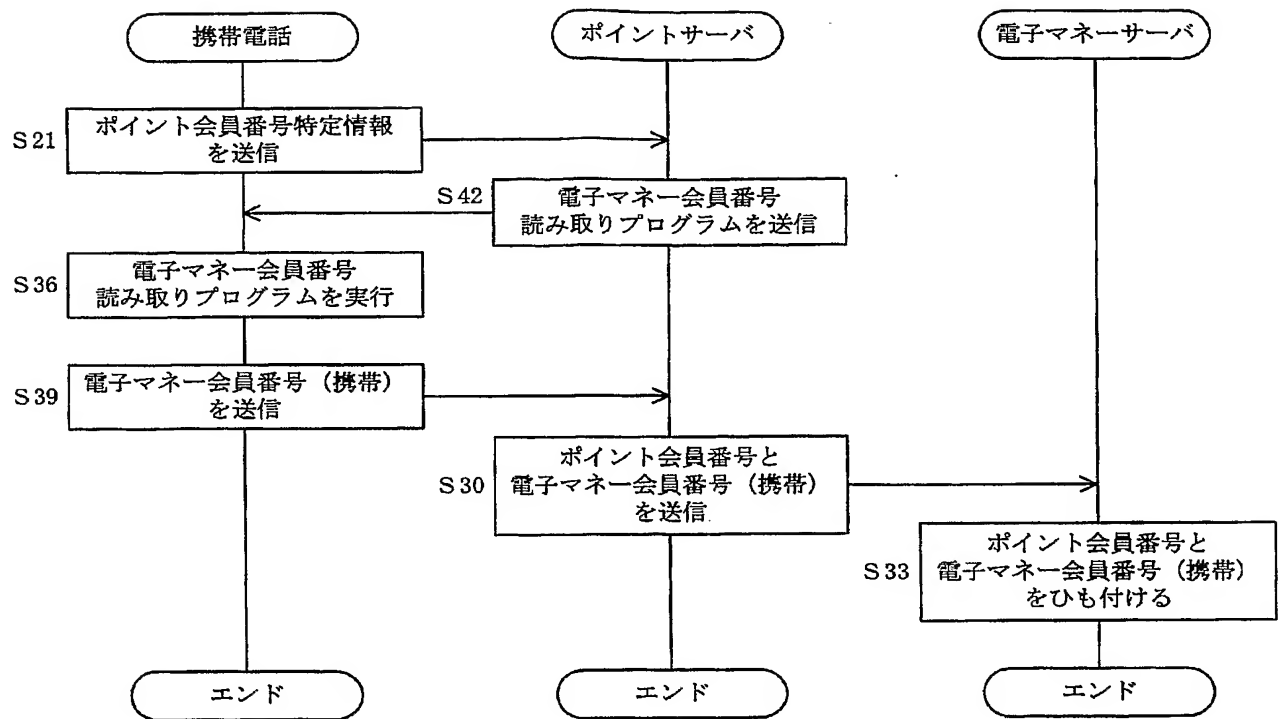 携帯電話
ポイントサーバ
電子マネーサーバ
S21
ポイント会員番号特定情報
を送信
S42
電子マネー会員番号
読み取りプログラムを送信
S36
電子マネー会員番号
読み取りプログラムを実行
S39
電子マネー会員番号（携帯）
を送信
S30
ポイント会員番号と
電子マネー会員番号（携帯）
を送信
S33
ポイント会員番号と
電子マネー会員番号（携帯）
をひも付ける
エンド
エンド
エンド